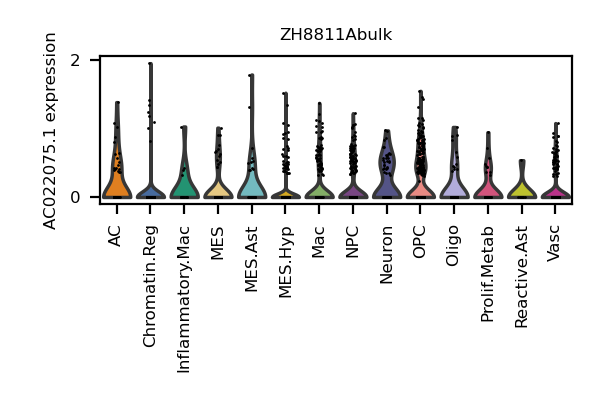 ZH8811Abulk
AC022075.1 expression
2
0
AC
Chromatin.Reg
Inflammatory.Mac
MES
MES.Ast
MES.Hyp
Mac
NPC
Neuron
OPC
Oligo
Prolif.Metab
Reactive.Ast
Vasc